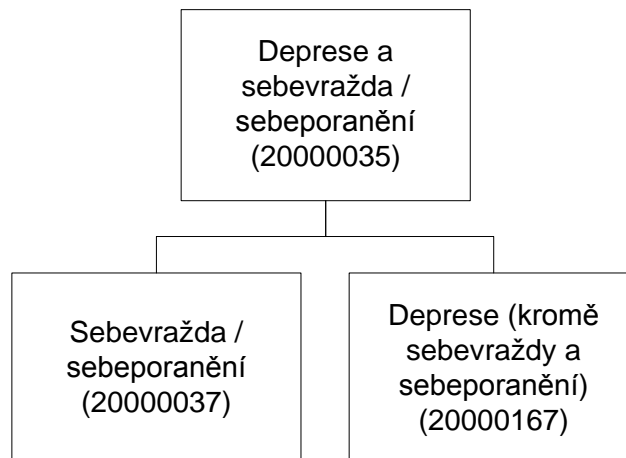 Deprese a
sebevražda /
sebeporanění
(20000035)
Sebevražda /
sebeporanění
(20000037)
Deprese (kromě
sebevraždy a
sebeporanění)
(20000167)